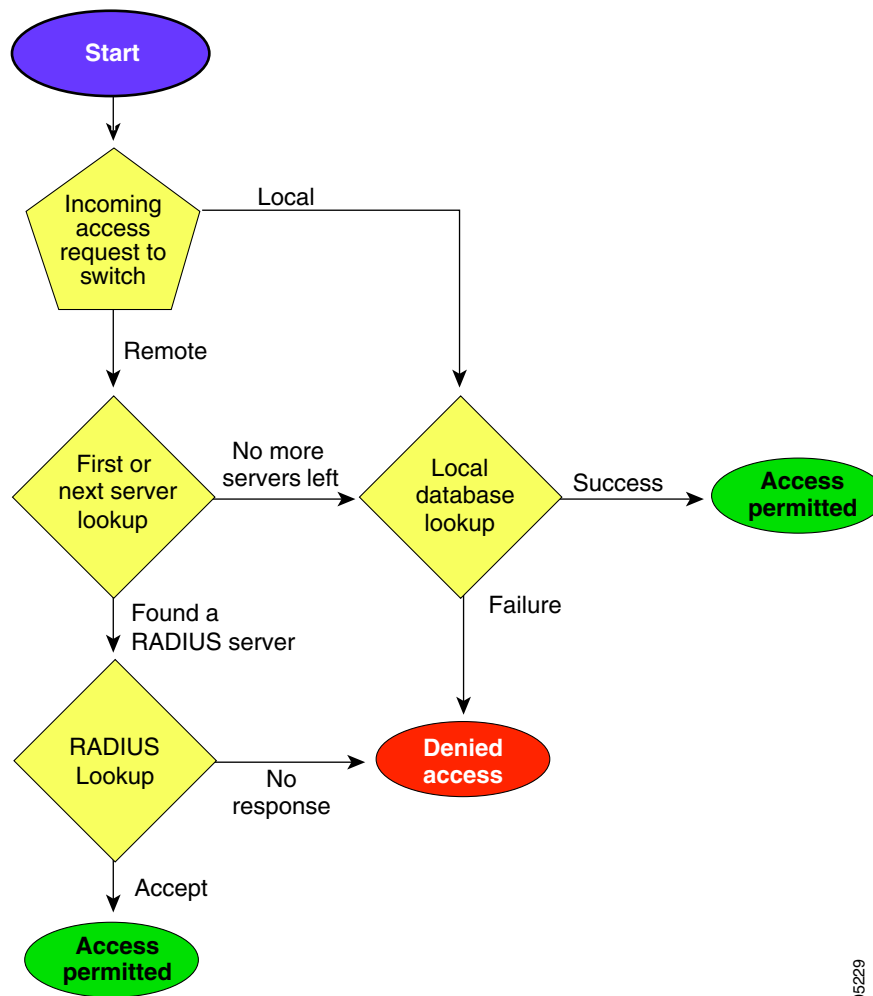 Start
Incoming
access
request to
switch
Local
Remote
First or
next server
lookup
No more
servers left
Local
database
lookup
Success
Access
permitted
Found a
RADIUS server
Failure
RADIUS
Lookup
No
response
Denied
access
Accept
Access
permitted